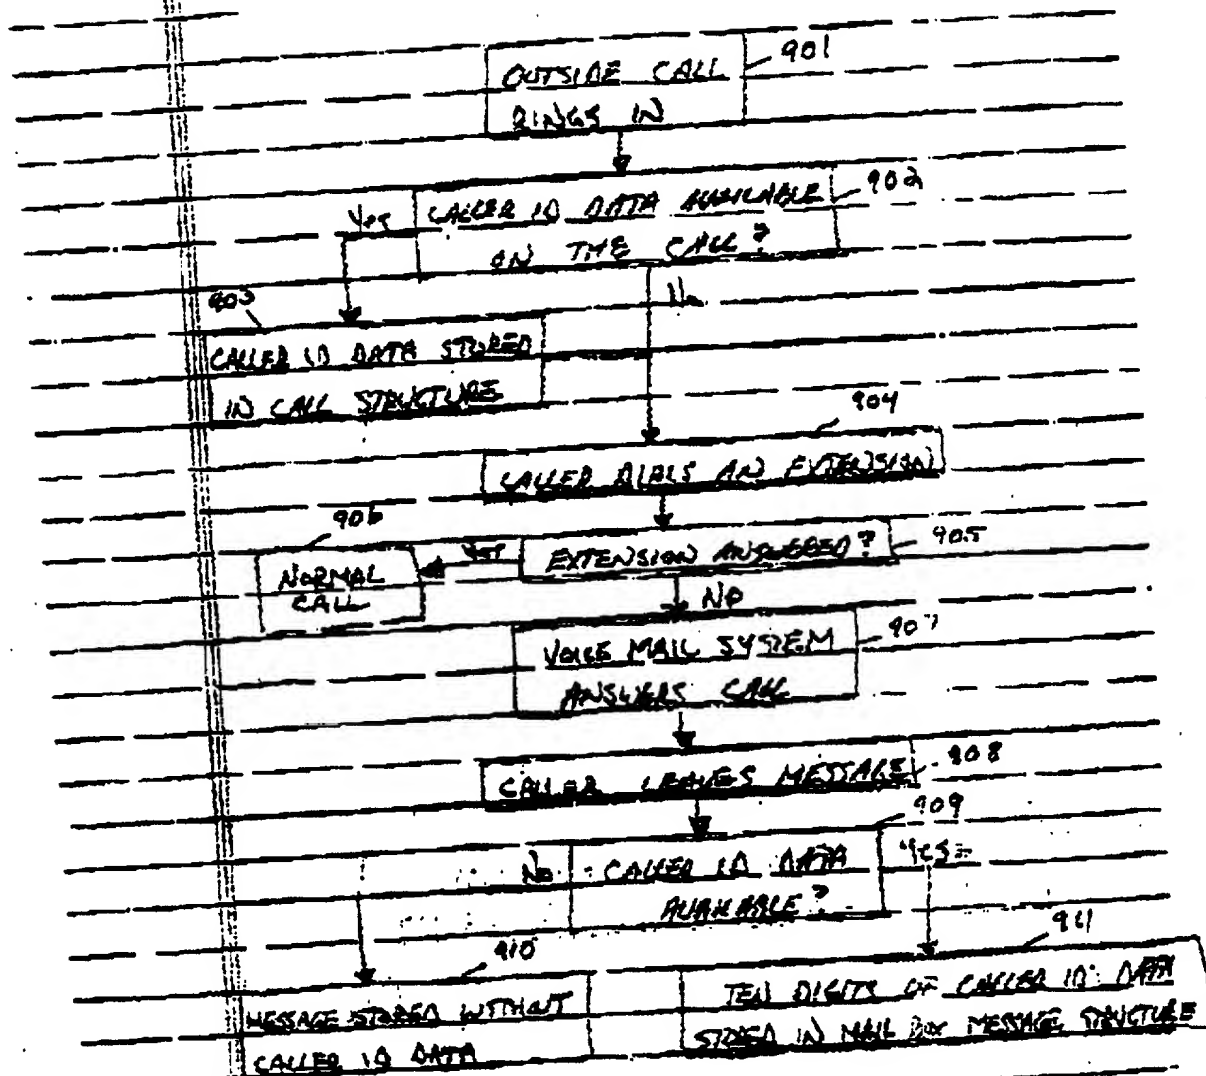 901
OUTSIDE CALL
RINGS IN
902
CALLER ID DATA AVAILABLE
ON THE CALL?
Yes
No
903
CALLER ID DATA STORED
IN CALL STRUCTURE
904
CALLER DIALS AN EXTENSION
905
EXTENSION ANSWERED?
Yes
906
NORMAL
CALL
NO
907
VOICE MAIL SYSTEM
ANSWERS CALL
908
CALLER LEAVES MESSAGE
909
CALLER ID DATA
AVAILABLE?
No
Yes
910
MESSAGE STORED WITHOUT
CALLER ID DATA
911
TEN DIGITS OF CALLER ID DATA
STORED IN MAIL BOX MESSAGE STRUCTURE